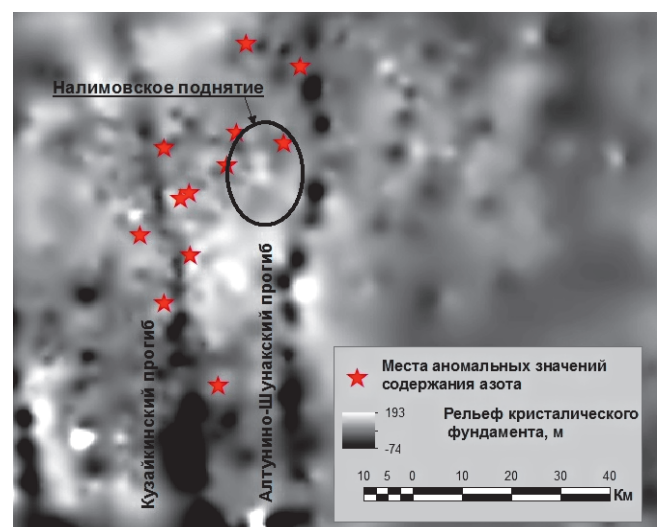 Налимовское поднятие
Кузайкинский прогиб
Алтунино-Шунакский прогиб
Места аномальных значений
содержания азота
193
-74
Рельеф кристалического
фундамента, м
10 5 0 10 20 30 40
Км